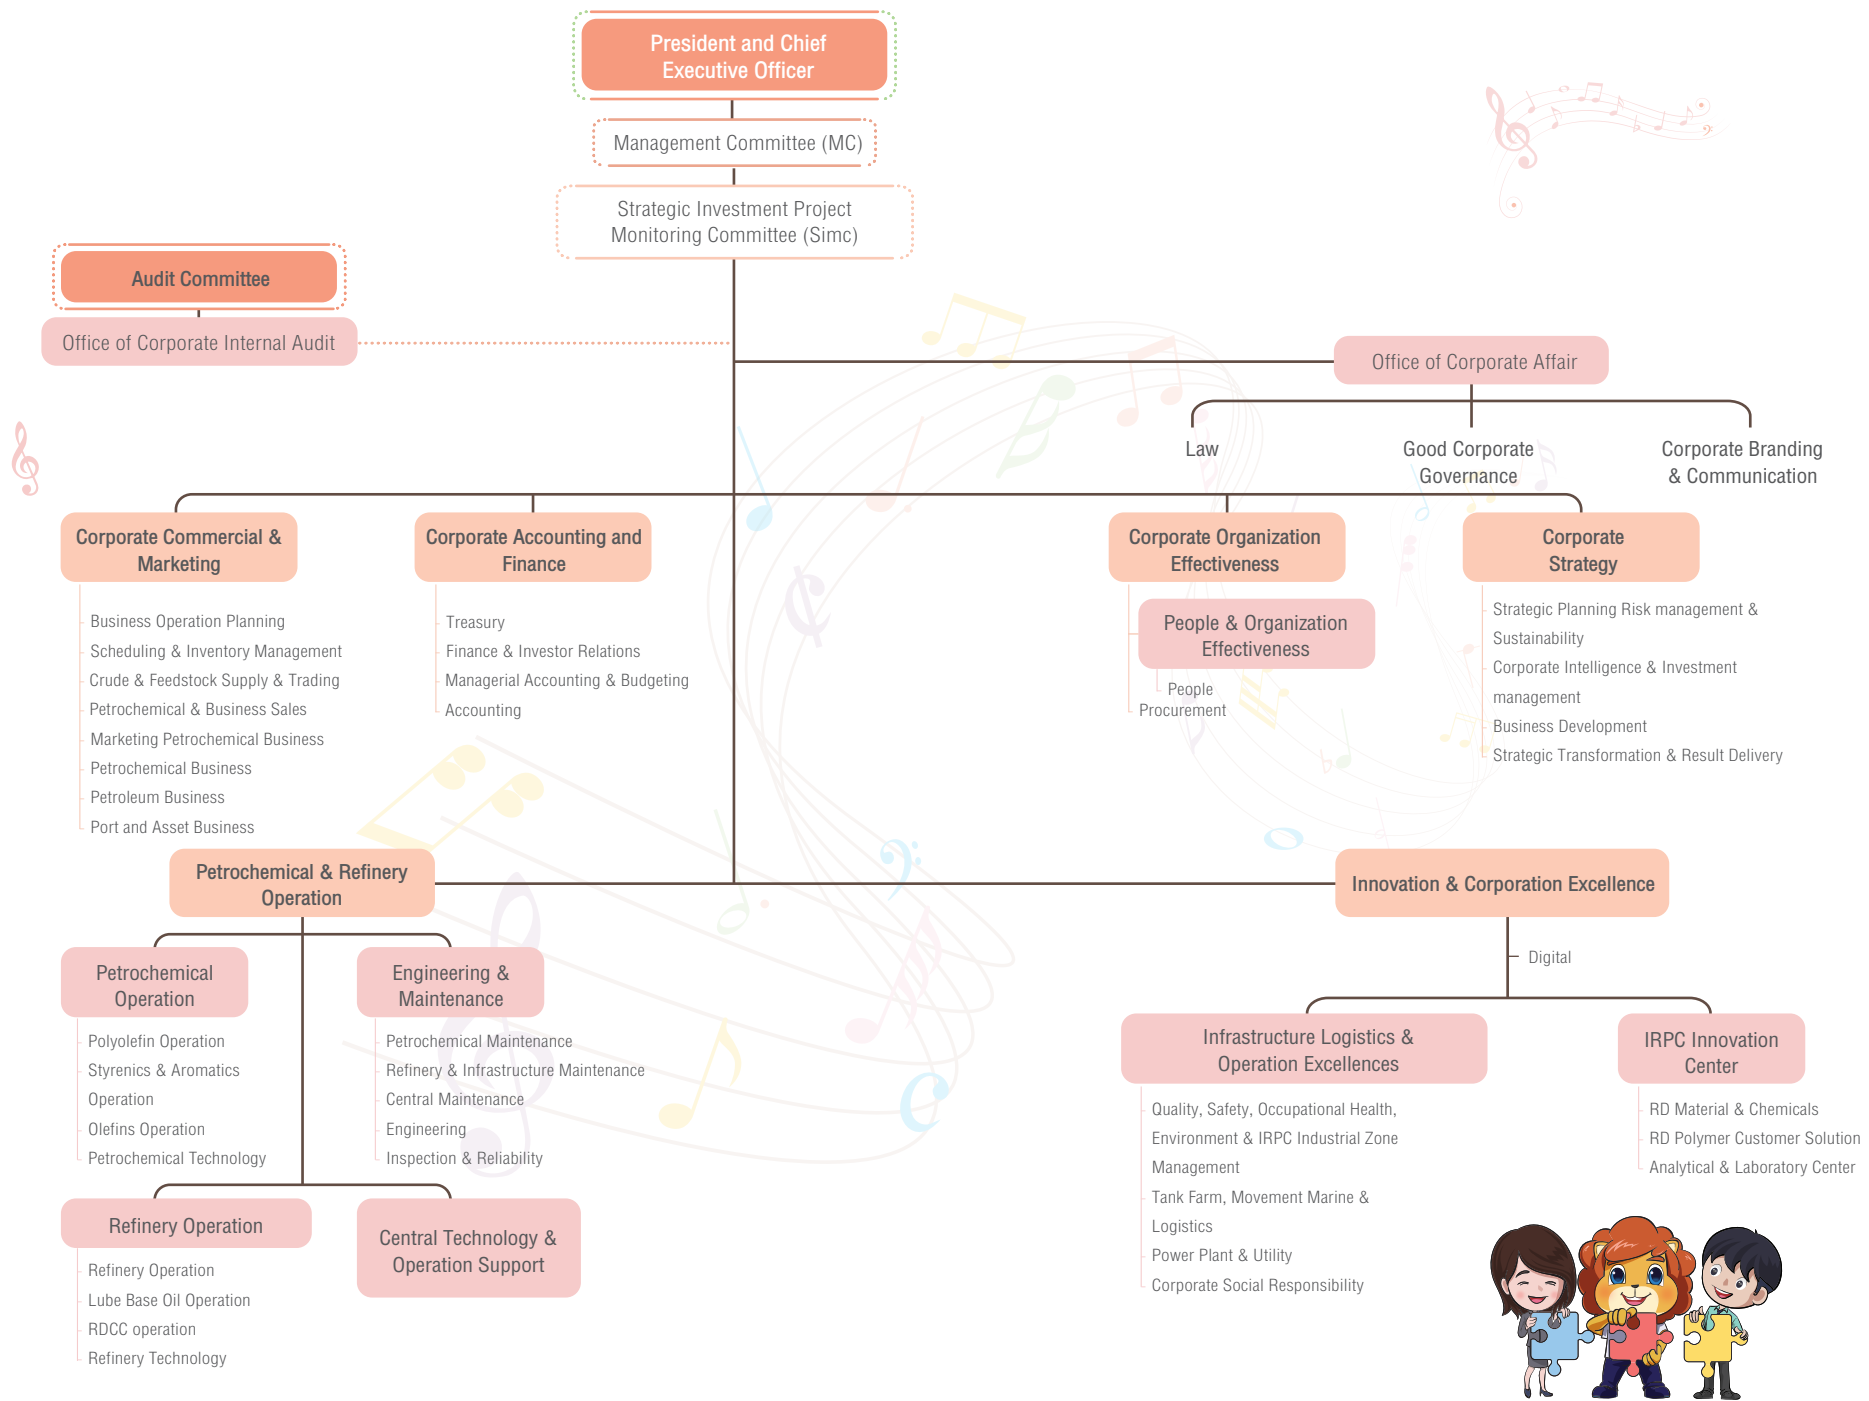 President and Chief
Executive Officer
Management Committee (MC)
Strategic Investment Project
Monitoring Committee (Simc)
Audit Committee
Office of Corporate Internal Audit
Office of Corporate Affair
Law
Good Corporate
Governance
Corporate Branding
& Communication
Corporate Commercial &
Marketing
Business Operation Planning
Scheduling & Inventory Management
Crude & Feedstock Supply & Trading
Petrochemical & Business Sales
Marketing Petrochemical Business
Petrochemical Business
Petroleum Business
Port and Asset Business
Corporate Accounting and
Finance
Treasury
Finance & Investor Relations
Managerial Accounting & Budgeting
Accounting
Corporate Organization
Effectiveness
People & Organization
Effectiveness
People
Procurement
Corporate
Strategy
Strategic Planning Risk management &
Sustainability
Corporate Intelligence & Investment
management
Business Development
Strategic Transformation & Result Delivery
Petrochemical & Refinery
Operation
Petrochemical
Operation
Polyolefin Operation
Styrenics & Aromatics
Operation
Olefins Operation
Petrochemical Technology
Engineering &
Maintenance
Petrochemical Maintenance
Refinery & Infrastructure Maintenance
Central Maintenance
Engineering
Inspection & Reliability
Refinery Operation
Refinery Operation
Lube Base Oil Operation
RDCC operation
Refinery Technology
Central Technology &
Operation Support
Innovation & Corporation Excellence
Digital
Infrastructure Logistics &
Operation Excellences
Quality, Safety, Occupational Health,
Environment & IRPC Industrial Zone
Management
Tank Farm, Movement Marine &
Logistics
Power Plant & Utility
Corporate Social Responsibility
IRPC Innovation
Center
RD Material & Chemicals
RD Polymer Customer Solution
Analytical & Laboratory Center